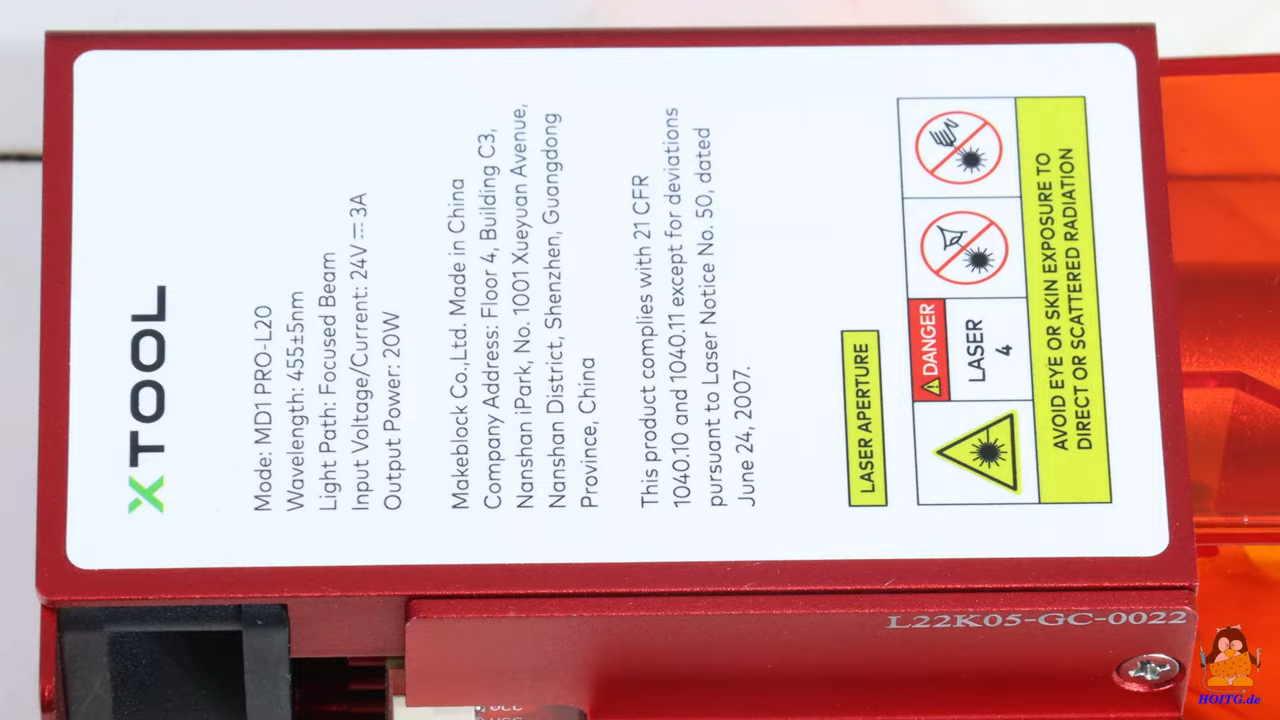 XTOOL
Mode: MD1 PRO-L20
Wavelength: 455±5nm
Light Path: Focused Beam
Input Voltage/Current: 24V⎓3A
Output Power: 20W
Makeblock Co.,Ltd. Made in China
Company Address: Floor 4, Building C3,
Nanshan iPark, No. 1001 Xueyuan Avenue,
Nanshan District, Shenzhen, Guangdong
Province, China
This product complies with 21 CFR
1040.10 and 1040.11 except for deviations
pursuant to Laser Notice No. 50, dated
June 24, 2007.
LASER APERTURE
DANGER
LASER
4
AVOID EYE OR SKIN EXPOSURE TO
DIRECT OR SCATTERED RADIATION
L22K05-GC-0022
HOITG.de